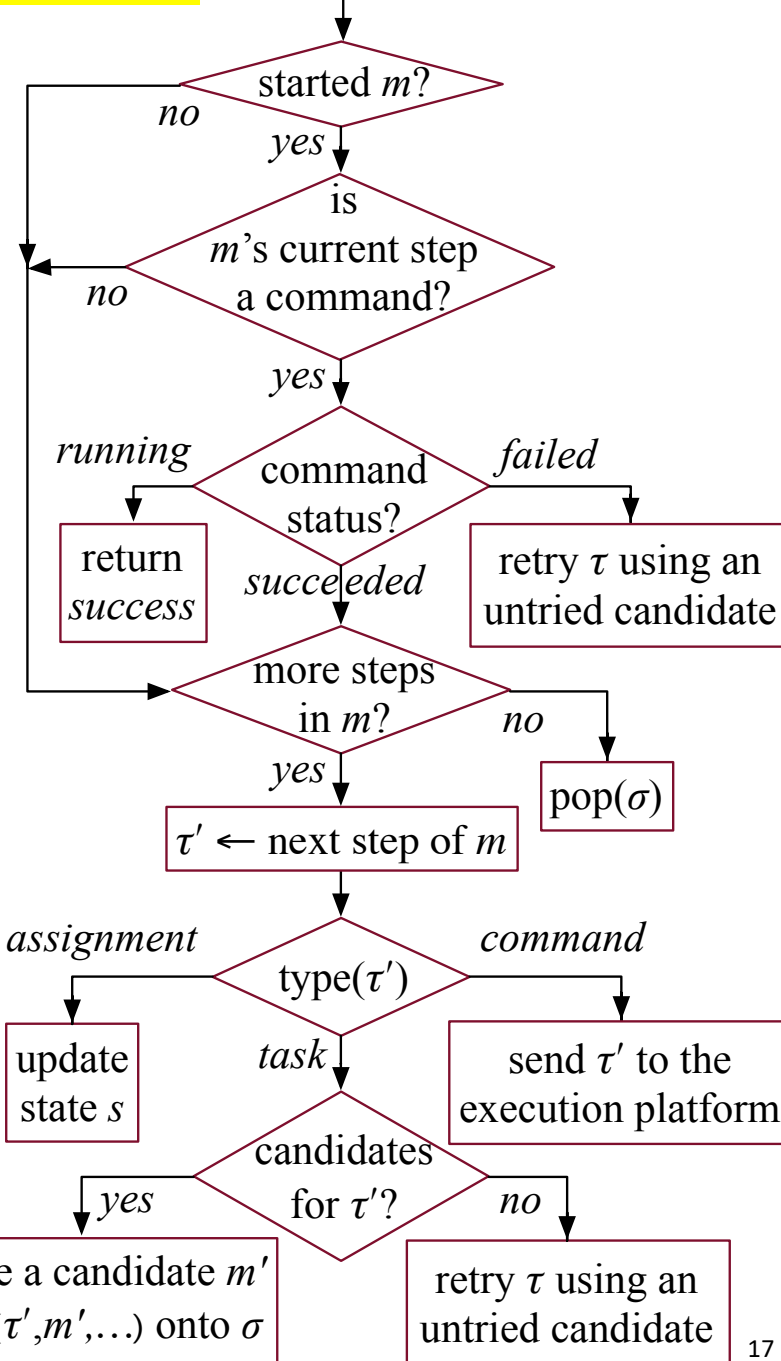 started m?
no
yes
is
m's current step
a command?
no
yes
running
failed
command
status?
return
success
succeeded
retry τ using an
untried candidate
more steps
in m?
no
yes
pop(σ)
τ′ ← next step of m
assignment
command
type(τ′)
update
state s
task
send τ′ to the
execution platform
candidates
for τ′?
yes
no
e a candidate m′
τ′,m′,…) onto σ
retry τ using an
untried candidate
17